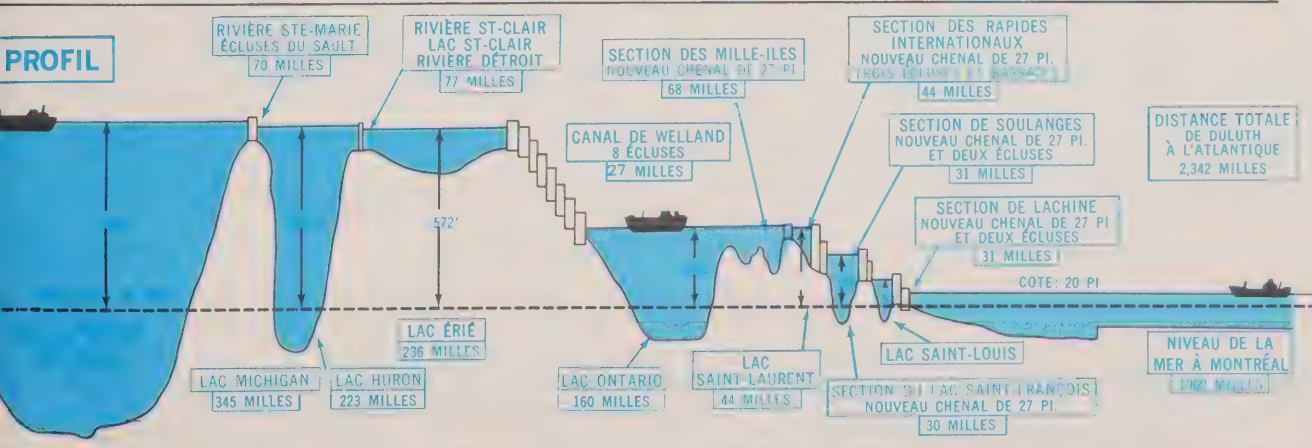 PROFIL
RIVIÈRE STE-MARIE
ÉCLUSES DU SAULT
70 MILLES
RIVIÈRE ST-CLAIR
LAC ST-CLAIR
RIVIÈRE DÉTROIT
77 MILLES
SECTION DES MILLE-ILES
NOUVEAU CHENAL DE 27 PI.
68 MILLES
SECTION DES RAPIDES
INTERNATIONAUX
NOUVEAU CHENAL DE 27 PI.
TROIS ÉCLUSES
44 MILLES
CANAL DE WELLAND
8 ÉCLUSES
27 MILLES
SECTION DE SOULANGES
NOUVEAU CHENAL DE 27 PI.
ET DEUX ÉCLUSES
31 MILLES
DISTANCE TOTALE
DE DULUTH
À L'ATLANTIQUE
2,342 MILLES
SECTION DE LACHINE
NOUVEAU CHENAL DE 27 PI
ET DEUX ÉCLUSES
31 MILLES
COTE: 20 PI
572'
LAC ÉRIÉ
236 MILLES
LAC MICHIGAN
345 MILLES
LAC HURON
223 MILLES
LAC ONTARIO
160 MILLES
LAC
SAINT-LAURENT
44 MILLES
LAC SAINT-LOUIS
SECTION DU LAC SAINT-FRANÇOIS
NOUVEAU CHENAL DE 27 PI.
30 MILLES
NIVEAU DE LA
MER À MONTRÉAL
MILLES